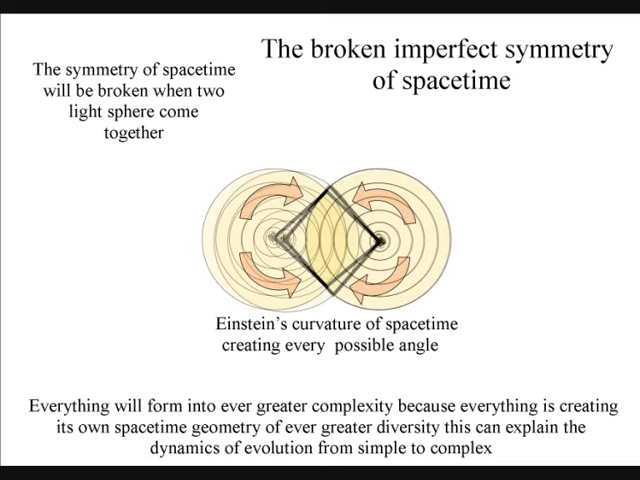 The broken imperfect symmetry
of spacetime
The symmetry of spacetime
will be broken when two
light sphere come
together
Einstein's curvature of spacetime
creating every possible angle
Everything will form into ever greater complexity because everything is creating
its own spacetime geometry of ever greater diversity this can explain the
dynamics of evolution from simple to complex